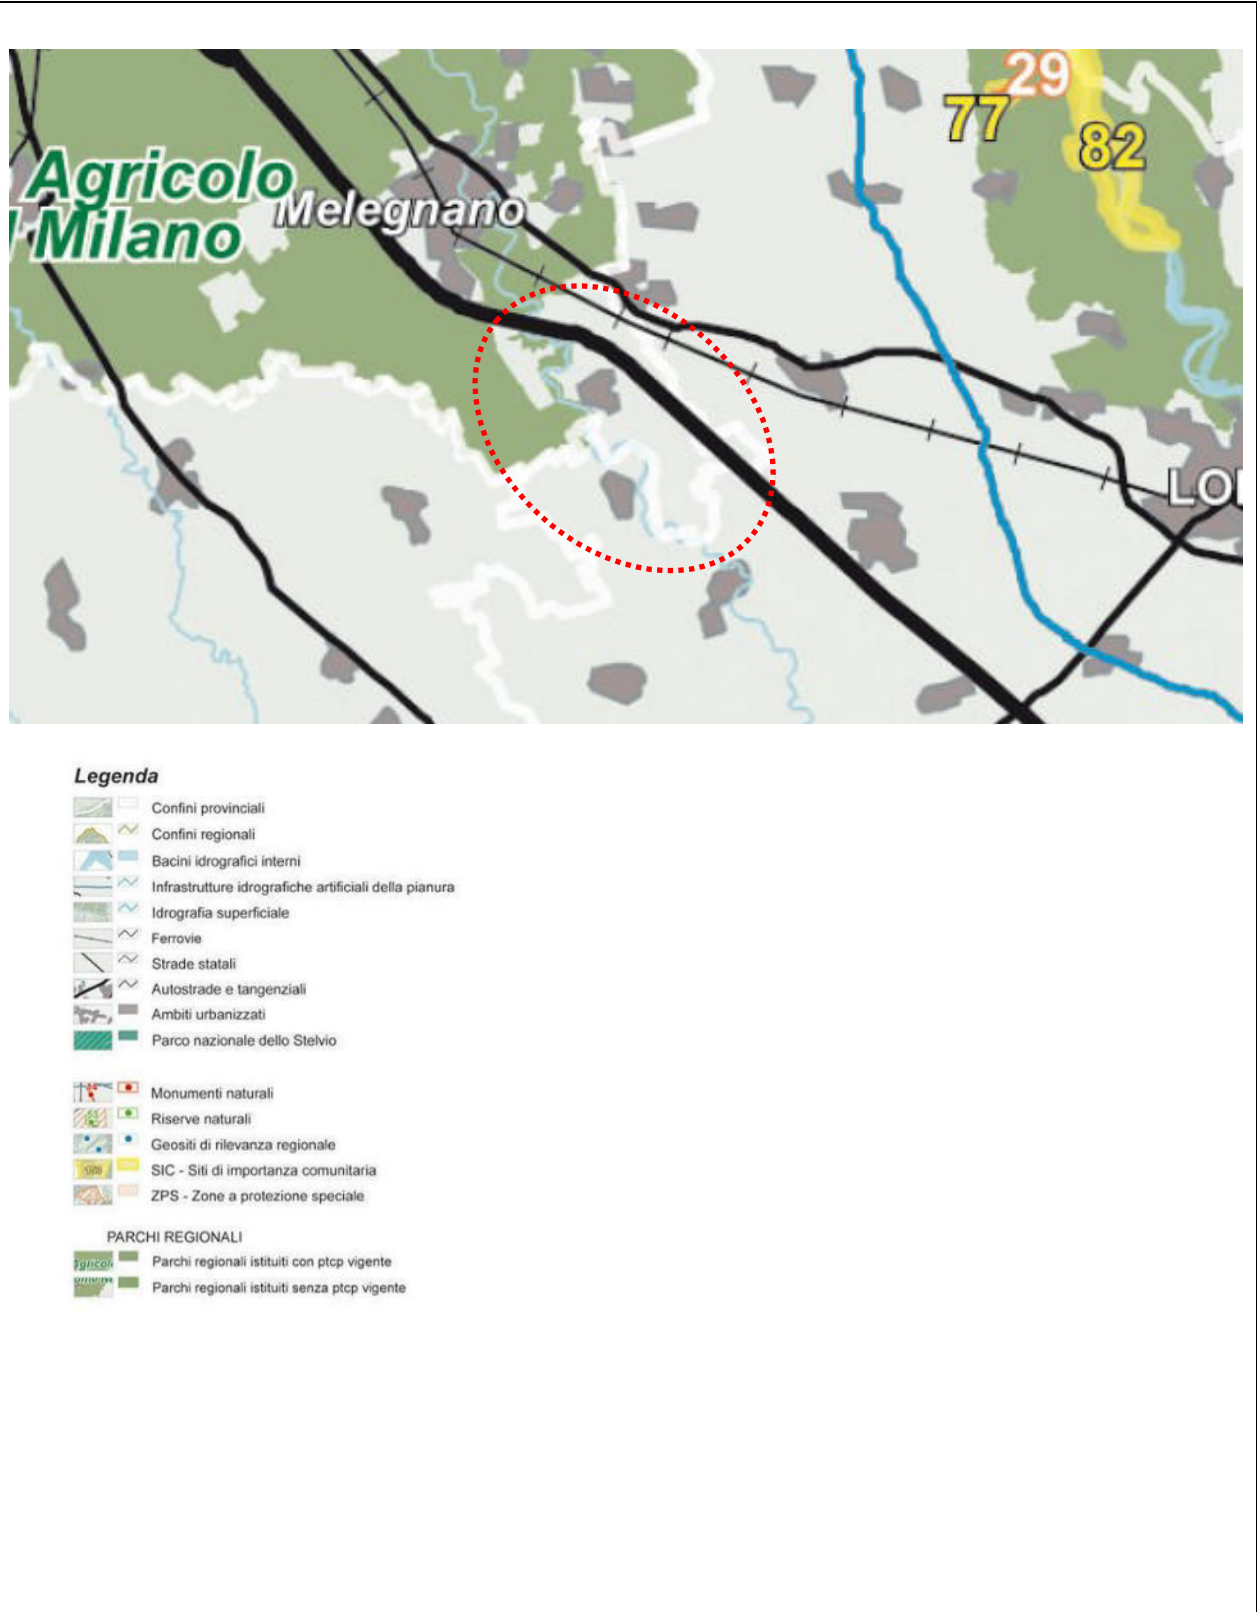 29
77
82
Agricolo
Milano
Melegnano
Legenda
Confini provinciali
Confini regionali
Bacini idrografici interni
Infrastrutture idrografiche artificiali della pianura
Idrografia superficiale
Ferrovie
Strade statali
Autostrade e tangenziali
Ambiti urbanizzati
Parco nazionale dello Stelvio
Monumenti naturali
Riserve naturali
Geositi di rilevanza regionale
SIC - Siti di importanza comunitaria
ZPS - Zone a protezione speciale
PARCHI REGIONALI
Parchi regionali istituiti con ptcp vigente
Parchi regionali istituiti senza ptcp vigente